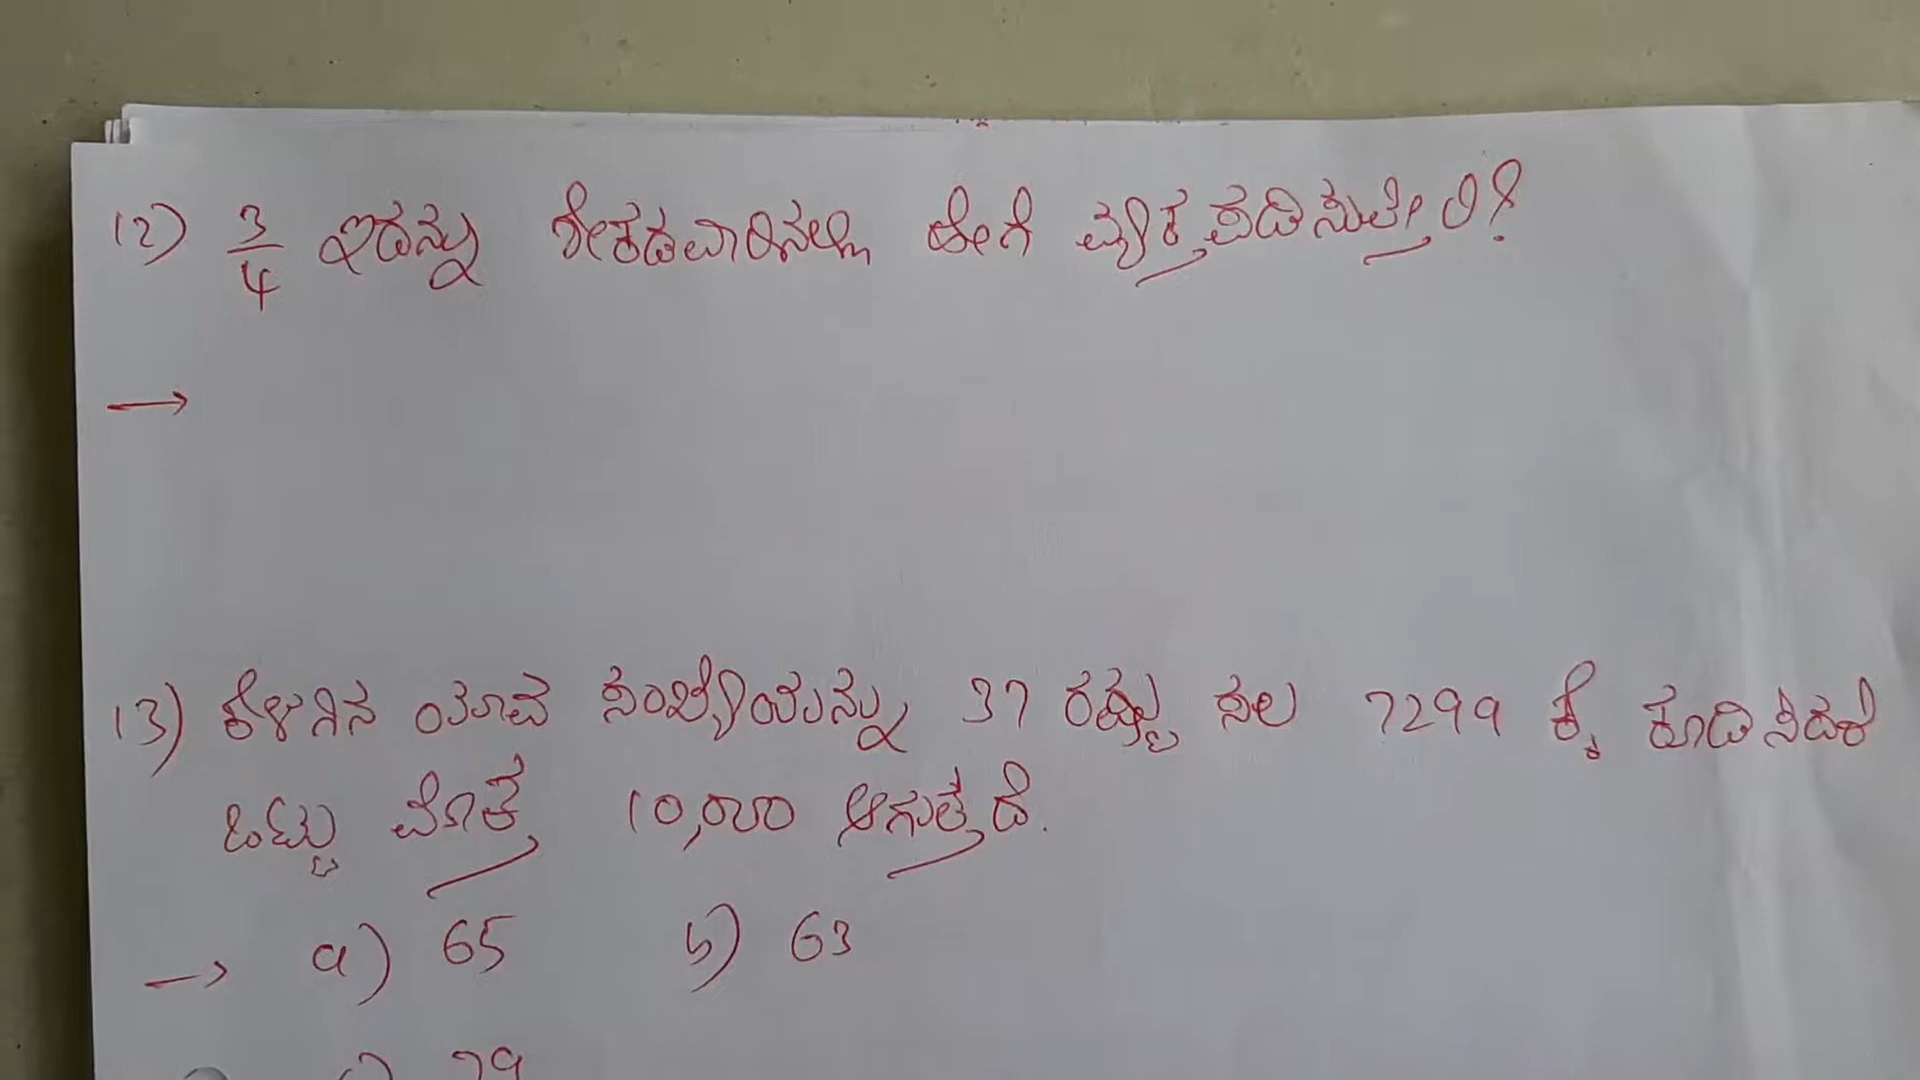 12) 3/4 ಇದನ್ನು ಶೇಕಡವಾರಿನಲ್ಲಿ ಹೇಗೆ ವ್ಯಕ್ತಪಡಿಸುತ್ತೀರಿ?
→
13) ಕೆಳಗಿನ ಯಾವ ಸಂಖ್ಯೆಯನ್ನು 37 ರಷ್ಟು ಸಲ 7299 ಕ್ಕೆ ಕೂಡಿಸಿದರೆ
ಒಟ್ಟು ಮೊತ್ತ 10,000 ಆಗುತ್ತದೆ.
→ a) 65 b) 63